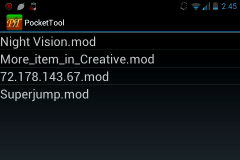 2:45
PT PocketTool
Night Vision.mod
More_item_in_Creative.mod
72.178.143.67.mod
Superjump.mod